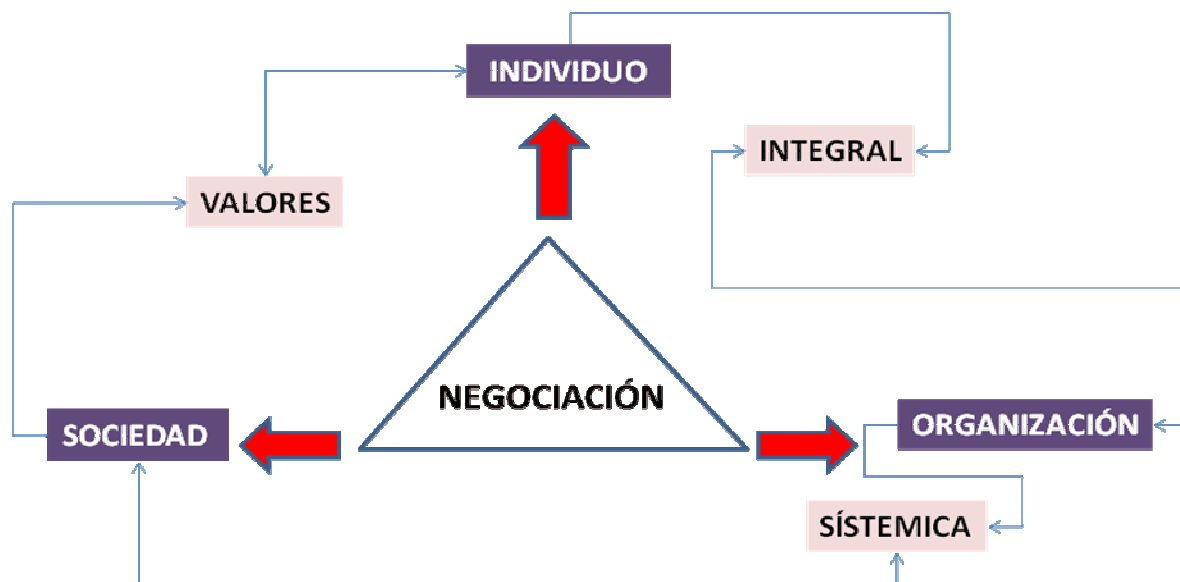 INDIVIDUO
INTEGRAL
VALORES
NEGOCIACIÓN
SOCIEDAD
ORGANIZACIÓN
SÍSTEMICA